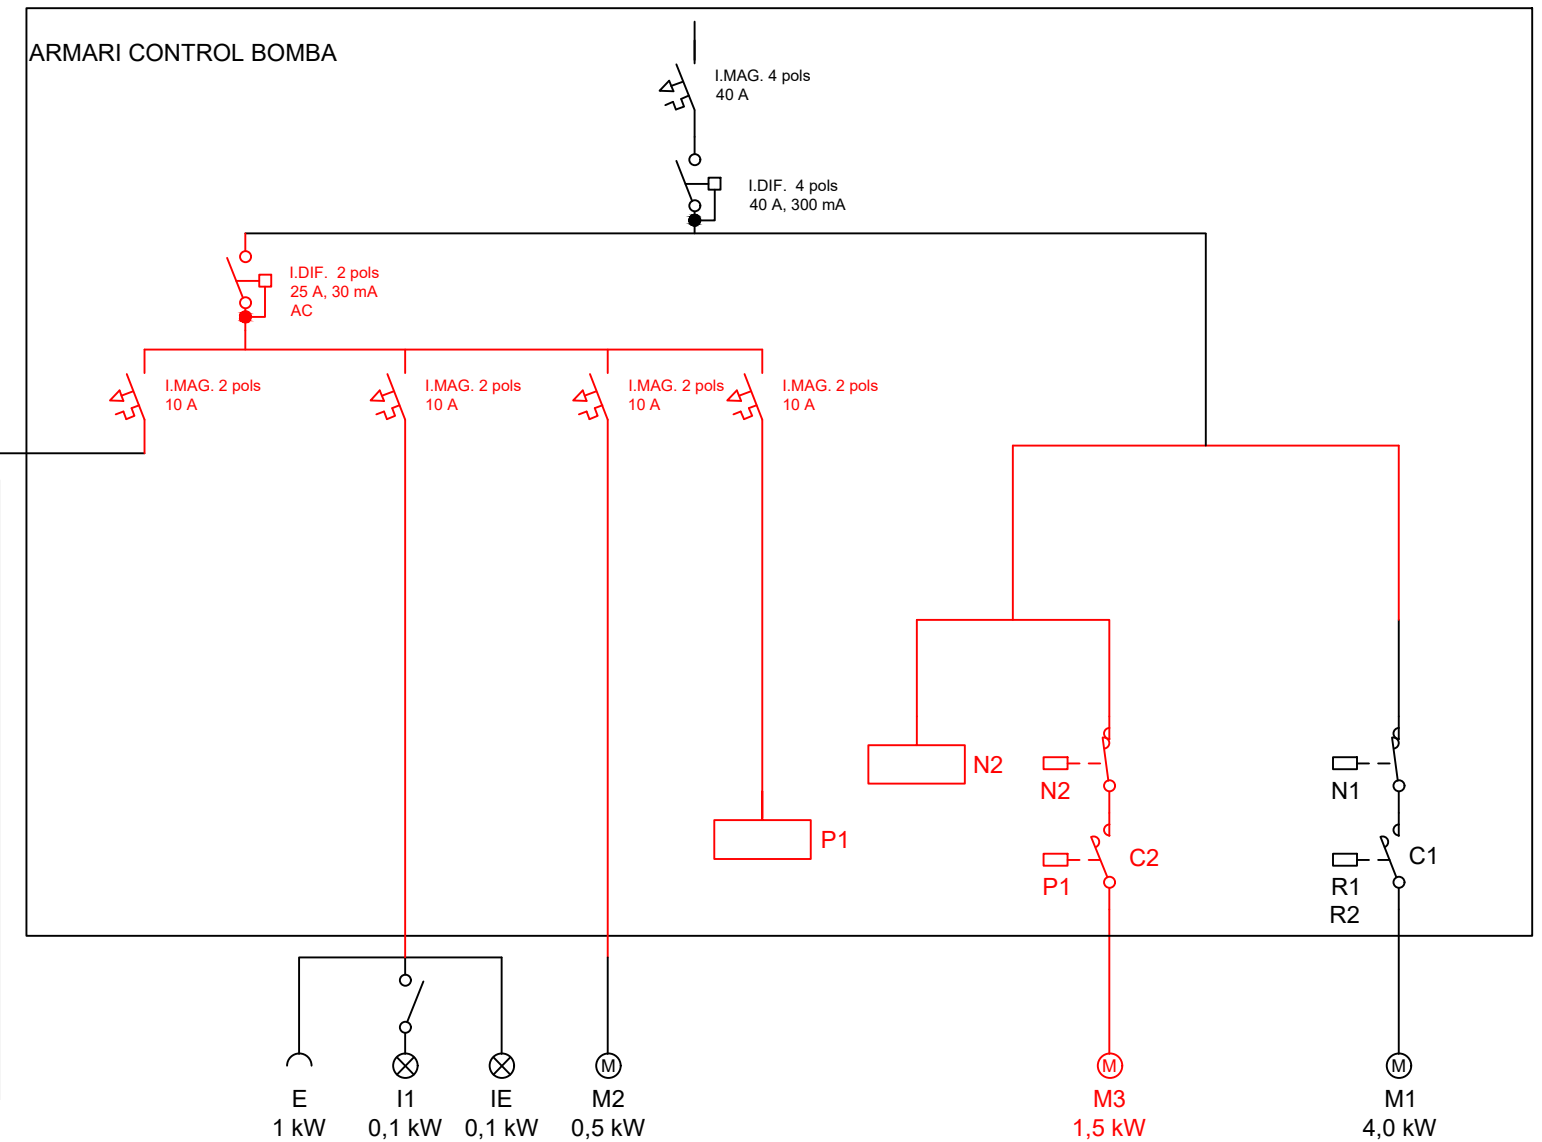 ARMARI CONTROL BOMBA
I.MAG. 4 pols
40 A
I.DIF. 4 pols
40 A, 300 mA
I.DIF. 2 pols
25 A, 30 mA
AC
I.MAG. 2 pols
10 A
I.MAG. 2 pols
10 A
I.MAG. 2 pols
10 A
I.MAG. 2 pols
10 A
N2
N2
N1
P1
C2
C1
P1
R1
R2
M
M
M
E
1 kW
I1
0,1 kW
IE
0,1 kW
M2
0,5 kW
M3
1,5 kW
M1
4,0 kW